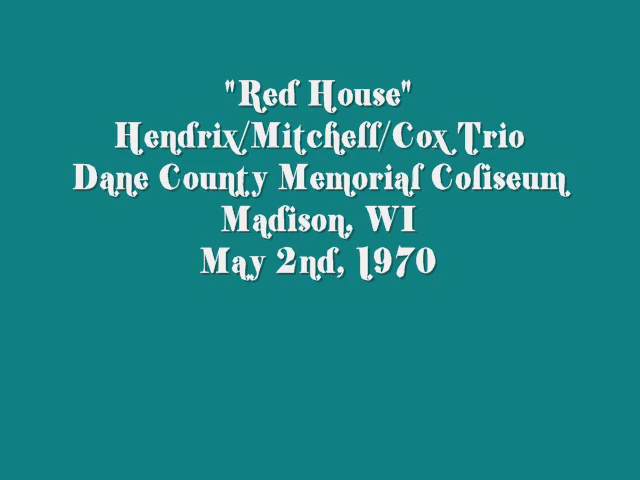 "Red House"
Hendrix/Mitchell/Cox Trio
Dane County Memorial Coliseum
Madison, WI
May 2nd, 1970